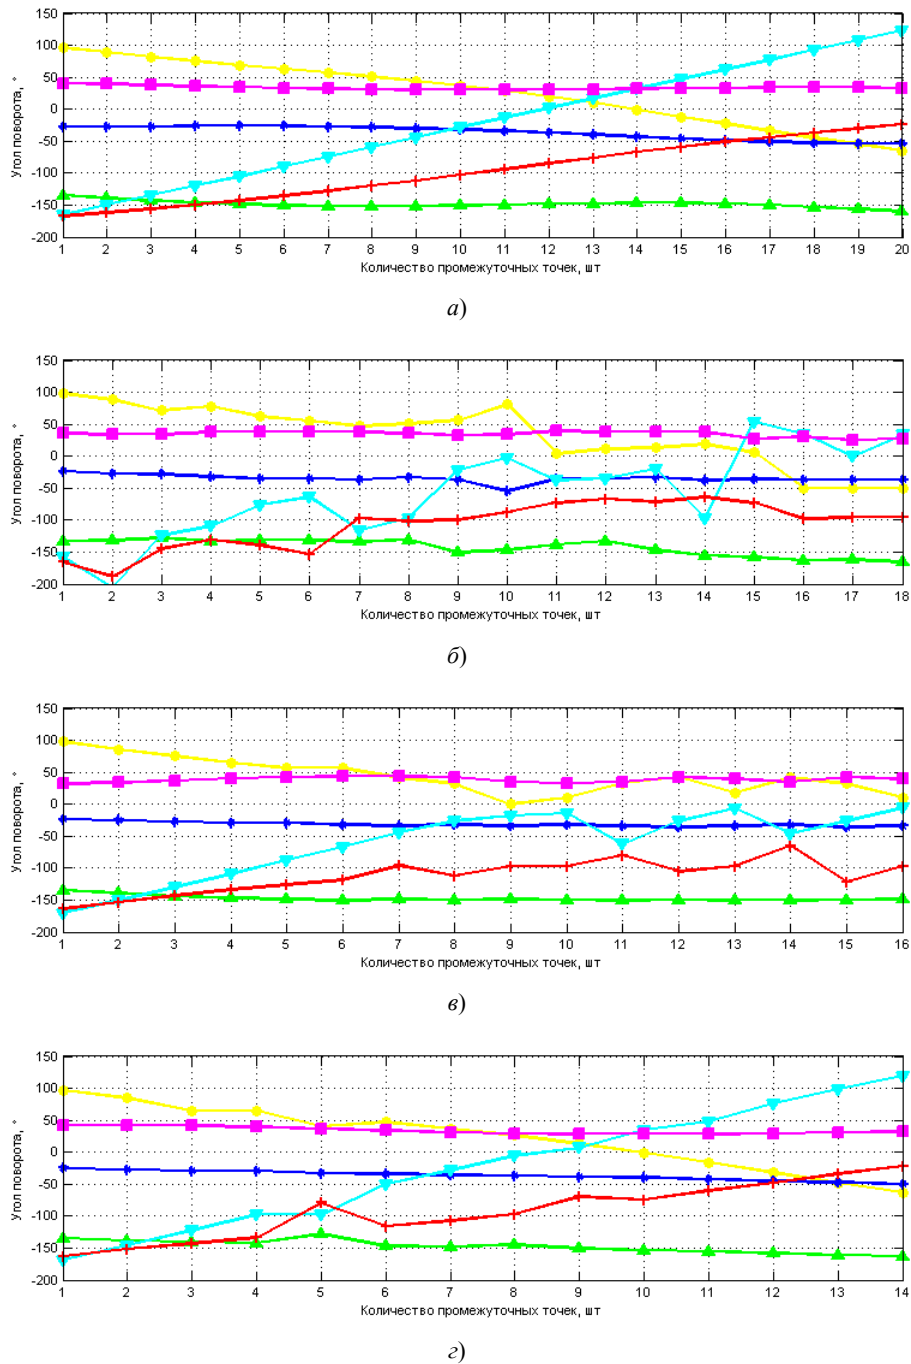 150
100
50
0
-50
-100
-150
-200
Угол поворота, °
1 2 3 4 5 6 7 8 9 10 11 12 13 14 15 16 17 18 19 20
Количество промежуточных точек, шт
а)
150
100
50
0
-50
-100
-150
-200
Угол поворота, °
1 2 3 4 5 6 7 8 9 10 11 12 13 14 15 16 17 18
Количество промежуточных точек, шт
б)
150
100
50
0
-50
-100
-150
-200
Угол поворота, °
1 2 3 4 5 6 7 8 9 10 11 12 13 14 15 16
Количество промежуточных точек, шт
в)
150
100
50
0
-50
-100
-150
-200
Угол поворота, °
1 2 3 4 5 6 7 8 9 10 11 12 13 14
Количество промежуточных точек, шт
г)